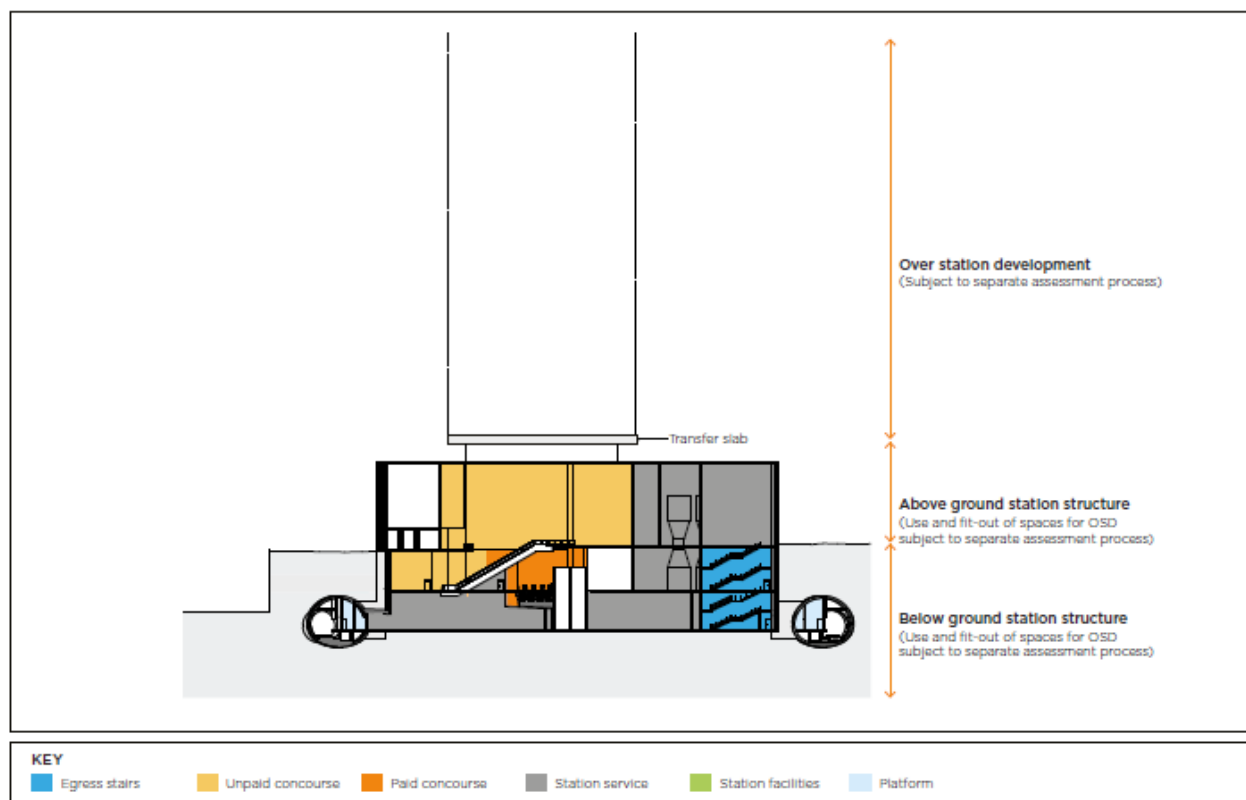 Over station development
(Subject to separate assessment process)
Transfer slab
Above ground station structure
(Use and fit-out of spaces for OSD
subject to separate assessment process)
Below ground station structure
(Use and fit-out of spaces for OSD
subject to separate assessment process)
KEY
Egress stairs
Unpaid concourse
Paid concourse
Station service
Station facilities
Platform